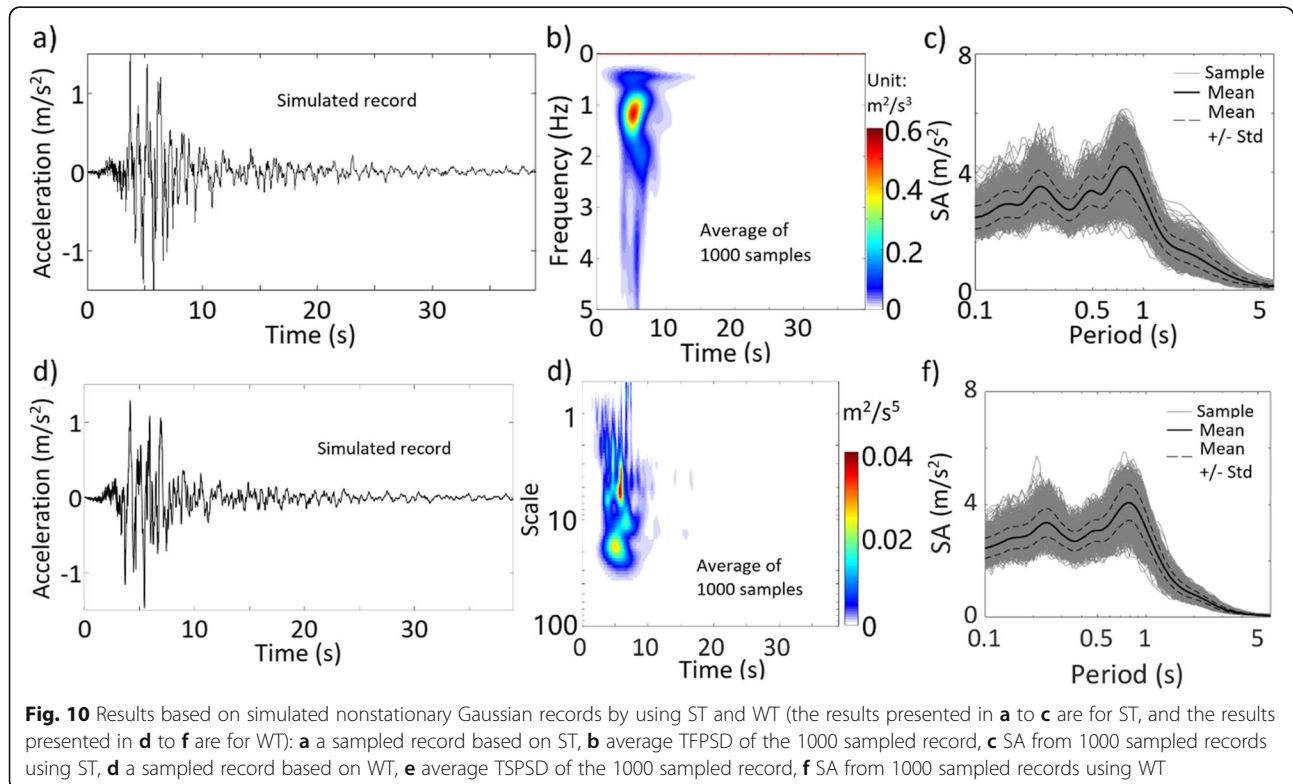 a)
Acceleration (m/s²)
1
0
-1
Simulated record
0 10 20 30
Time (s)
b)
0
1
2
3
4
5
Frequency (Hz)
Average of
1000 samples
0 10 20 30
Time (s)
Unit:
m²/s³
0.6
0.4
0.2
0
c)
8
4
0
SA (m/s²)
Sample
Mean
Mean
+/- Std
0.1 0.5 1 5
Period (s)
d)
Acceleration (m/s²)
1
0
-1
Simulated record
0 10 20 30
Time (s)
d)
1
10
100
Scale
Average of
1000 samples
0 10 20 30
Time (s)
m²/s⁵
0.04
0.02
0
f)
8
4
0
SA (m/s²)
Sample
Mean
Mean
+/- Std
0.1 0.5 1 5
Period (s)
Fig. 10 Results based on simulated nonstationary Gaussian records by using ST and WT (the results presented in a to c are for ST, and the results
presented in d to f are for WT): a a sampled record based on ST, b average TFPSD of the 1000 sampled record, c SA from 1000 sampled records
using ST, d a sampled record based on WT, e average TSPSD of the 1000 sampled record, f SA from 1000 sampled records using WT